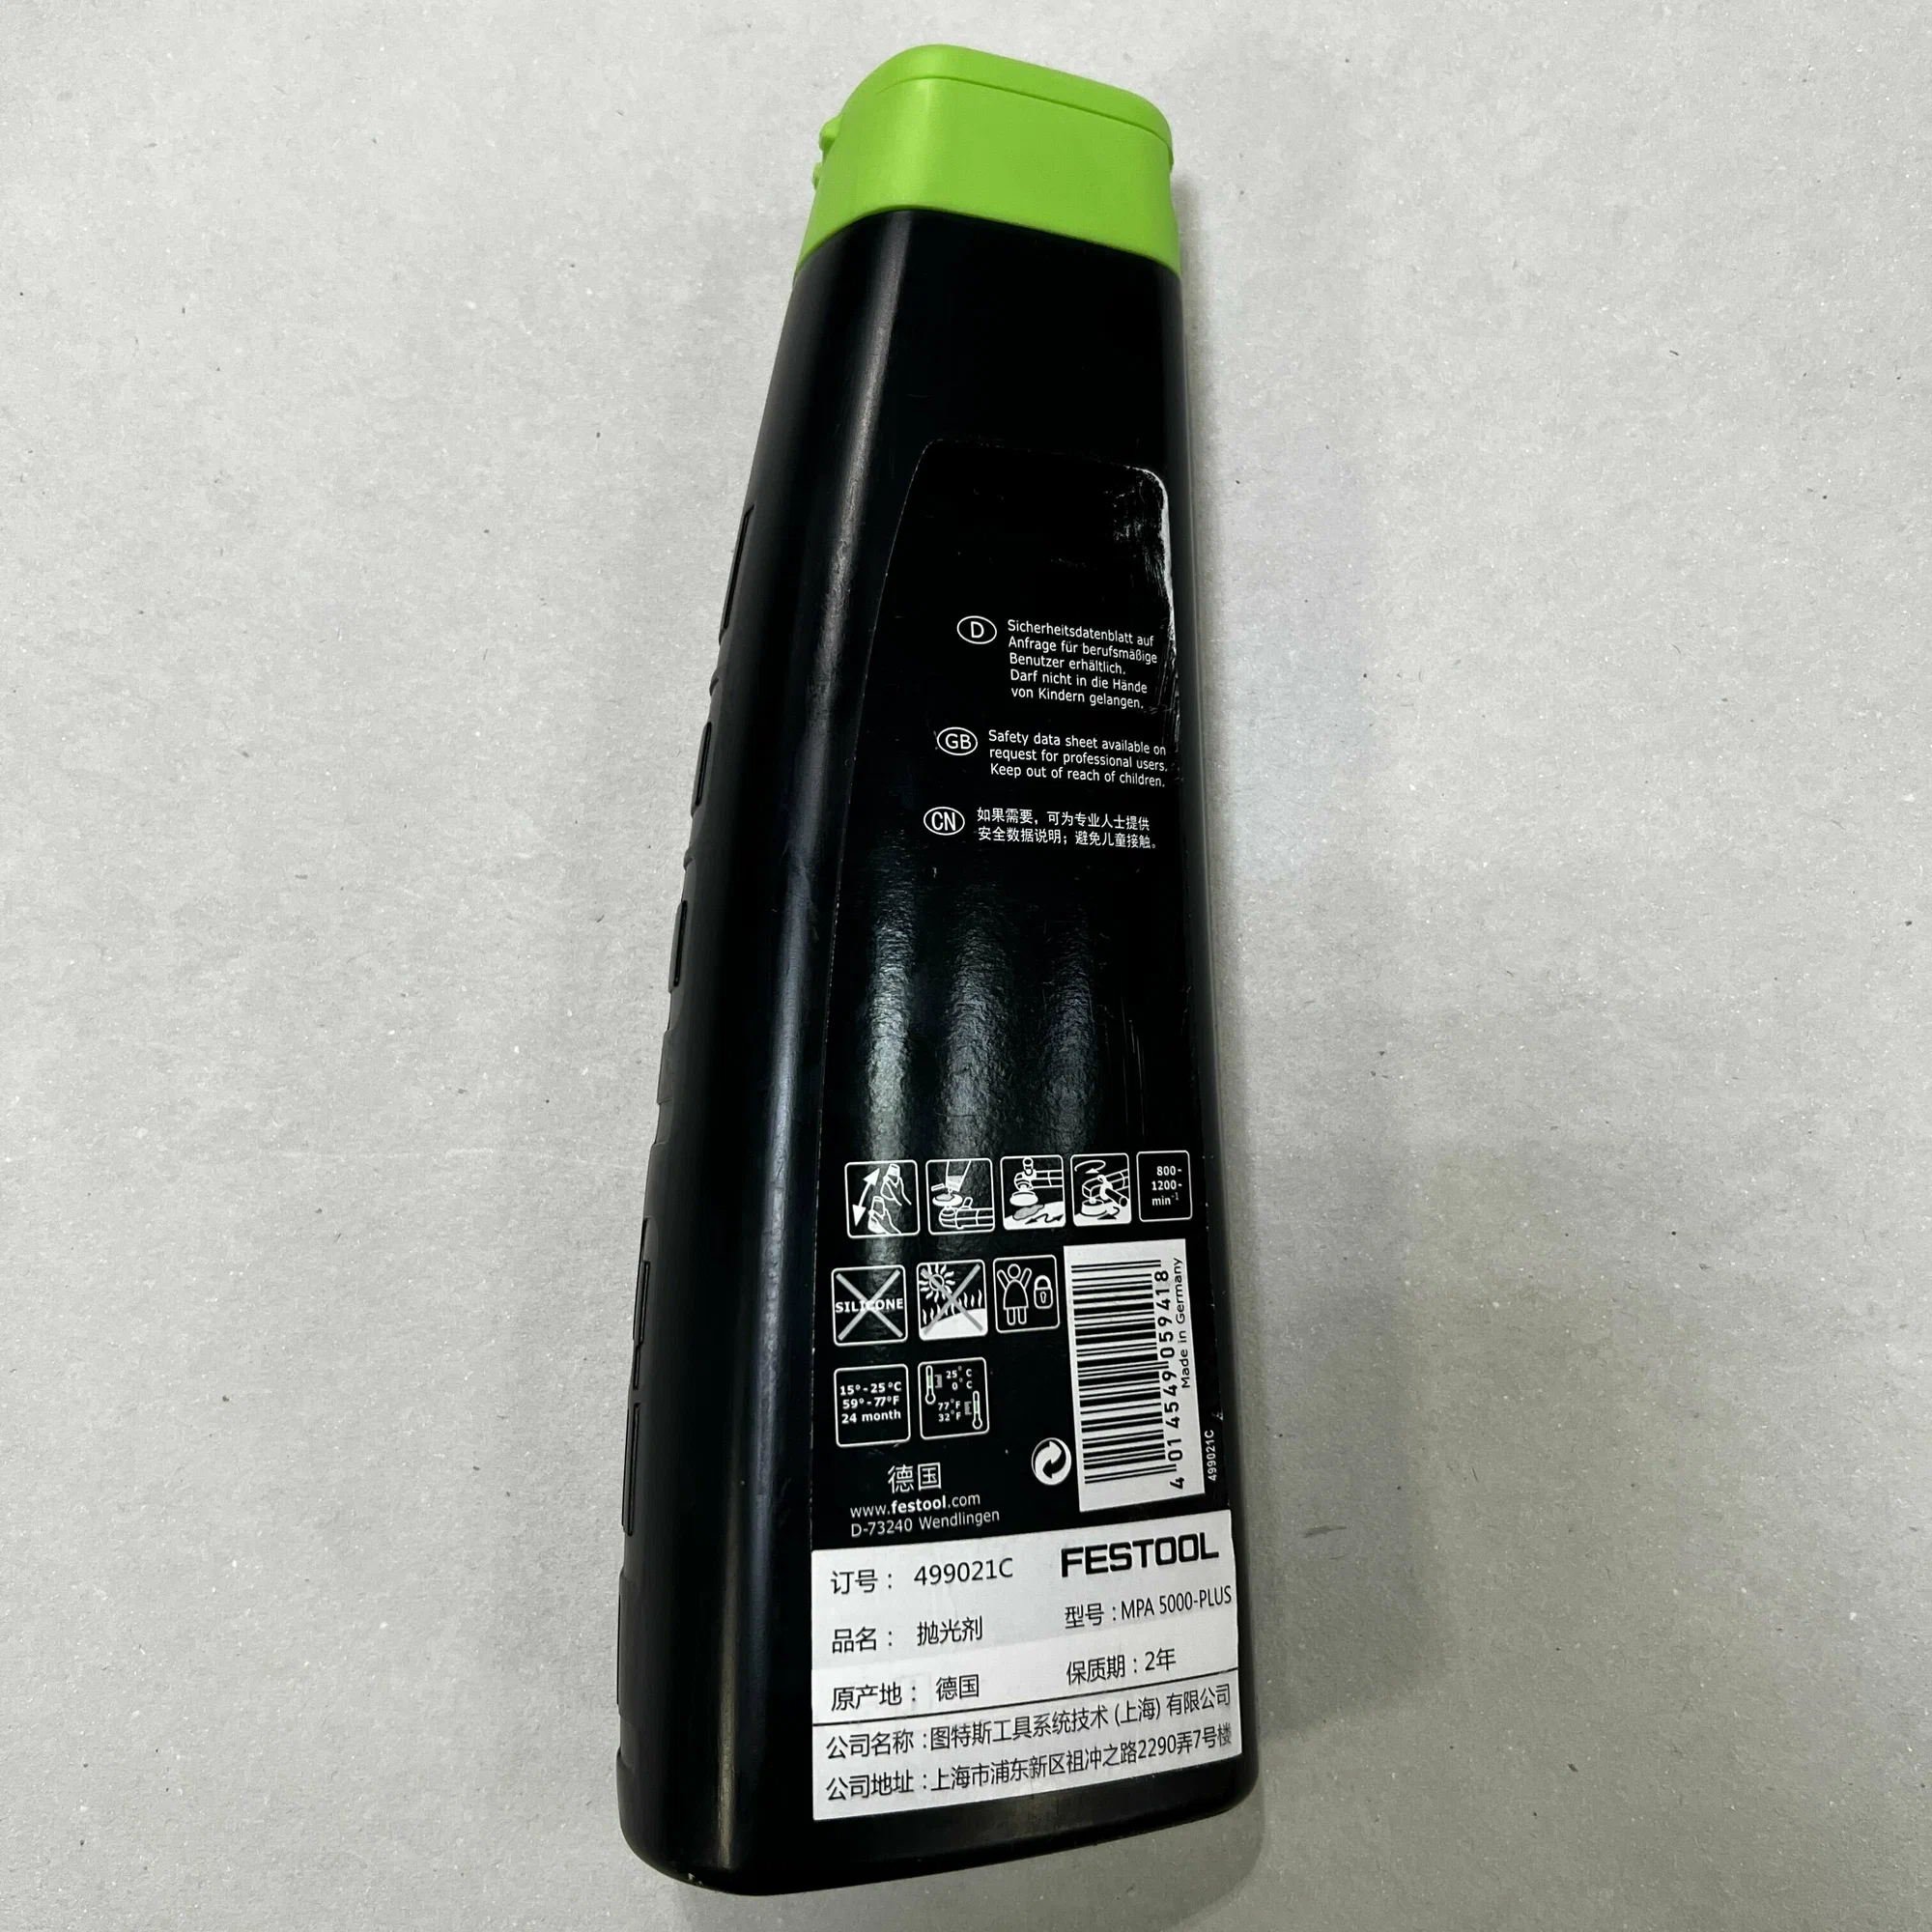 D
Sicherheitsdatenblatt auf
Anfrage für berufsmäßige
Benutzer erhältlich.
Darf nicht in die Hände
von Kindern gelangen.
GB
Safety data sheet available on
request for professional users.
Keep out of reach of children.
CN
如果需要，可为专业人士提供
安全数据说明；避免儿童接触。
800-
1200-
min-1
SILICONE
15°-25°C
59°-77°F
24 month
25°C
0°C
77°F
32°F
4 014549 059418
Made in Germany
499021C
德国
www.festool.com
D-73240 Wendlingen
订号： 499021C
FESTOOL
品名： 抛光剂
型号：MPA 5000-PLUS
原产地： 德国
保质期：2年
公司名称：图特斯工具系统技术(上海)有限公司
公司地址：上海市浦东新区祖冲之路2290弄7号楼